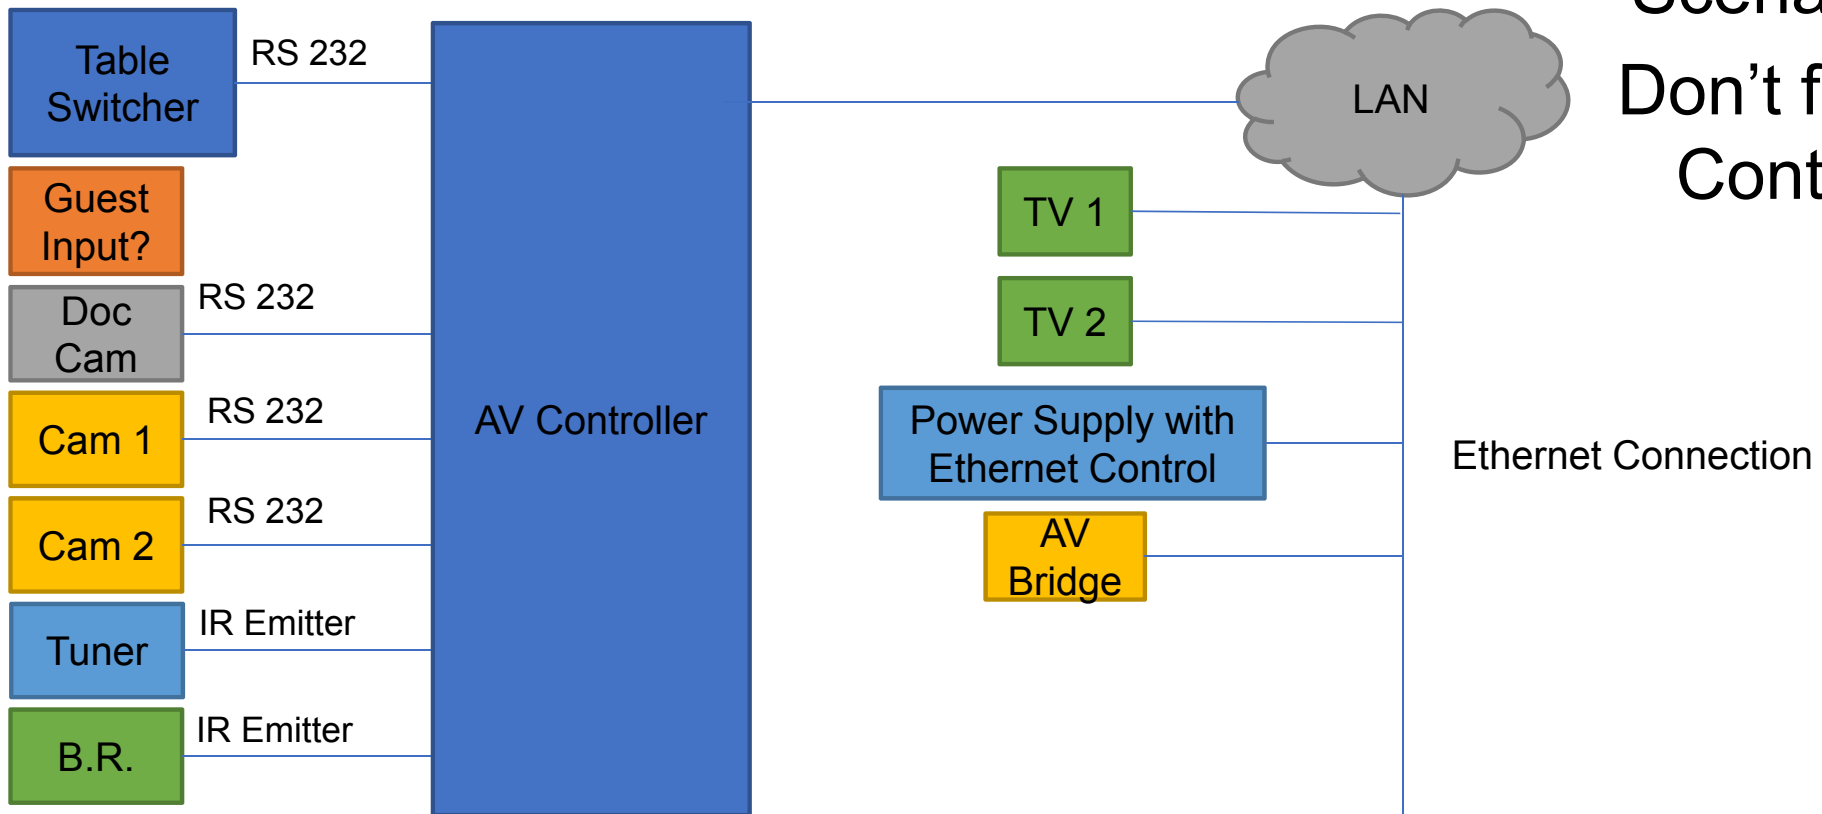 Table
Switcher
RS 232
Guest
Input?
Doc
Cam
RS 232
Cam 1
RS 232
Cam 2
RS 232
Tuner
IR Emitter
B.R.
IR Emitter
AV Controller
LAN
TV 1
TV 2
Power Supply with
Ethernet Control
AV
Bridge
Ethernet Connection
Don’t